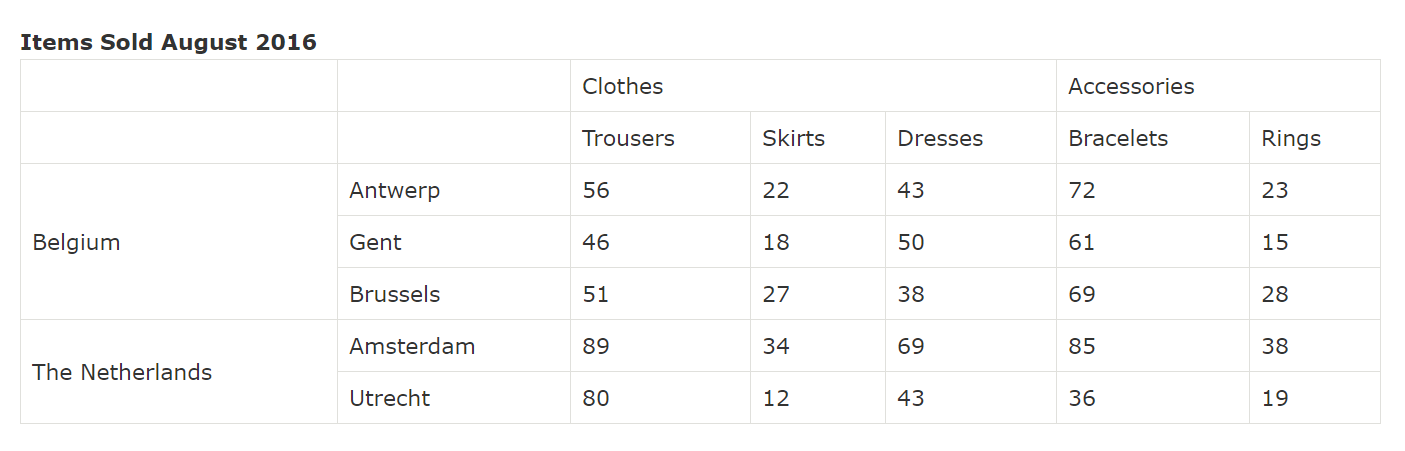 Items Sold August 2016
Clothes Accessories
Trousers Skirts Dresses Bracelets Rings
Belgium Antwerp 56 22 43 72 23
Gent 46 18 50 61 15
Brussels 51 27 38 69 28
The Netherlands Amsterdam 89 34 69 85 38
Utrecht 80 12 43 36 19